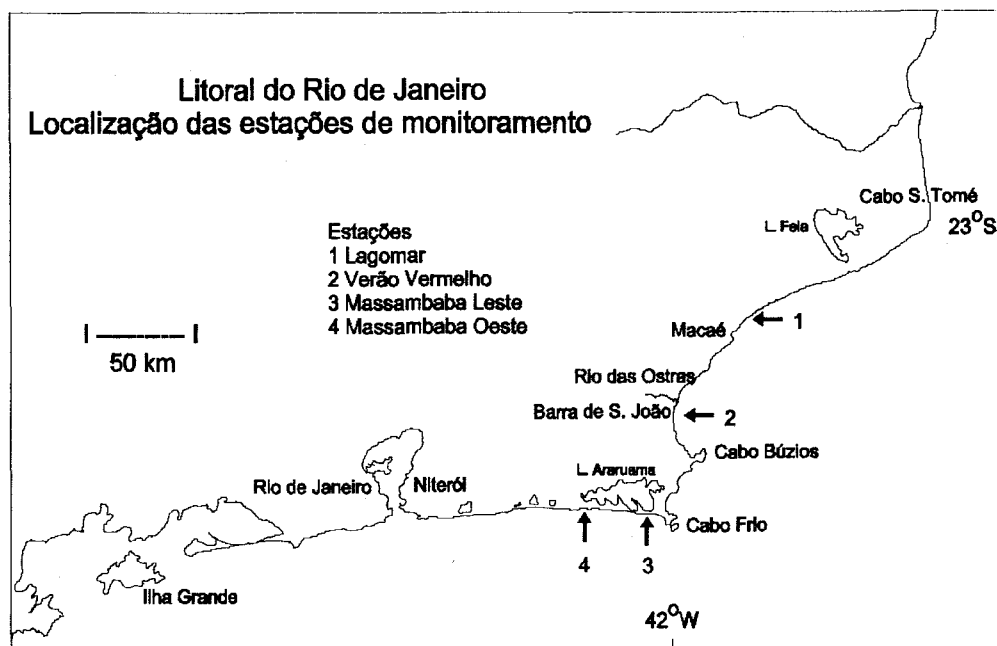 Litoral do Rio de Janeiro
Localização das estações de monitoramento
Cabo S. Tomé
L. Feia
23°S
Estações
1 Lagomar
2 Verão Vermelho
3 Massambaba Leste
4 Massambaba Oeste
50 km
Macaé
1
Rio das Ostras
Barra de S. João
2
Cabo Búzios
L. Araruama
Rio de Janeiro
Niterói
Cabo Frio
4
3
Ilha Grande
42°W